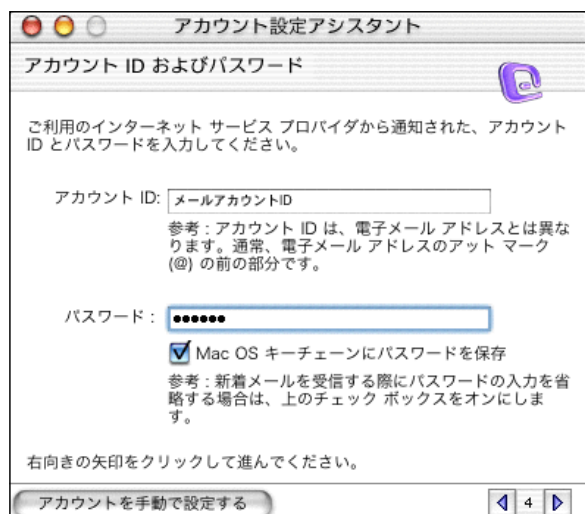 アカウント設定アシスタント
アカウント ID およびパスワード
ご利用のインターネット サービス プロバイダから通知された、アカウント
ID とパスワードを入力してください。
アカウント ID: メールアカウントID
参考 : アカウント ID は、電子メール アドレスとは異な
ります。通常、電子メール アドレスのアット マーク
(@) の前の部分です。
パスワード : ●●●●●●
Mac OS キーチェーンにパスワードを保存
参考 : 新着メールを受信する際にパスワードの入力を省
略する場合は、上のチェック ボックスをオンにしま
す。
右向きの矢印をクリックして進んでください。
アカウントを手動で設定する 4